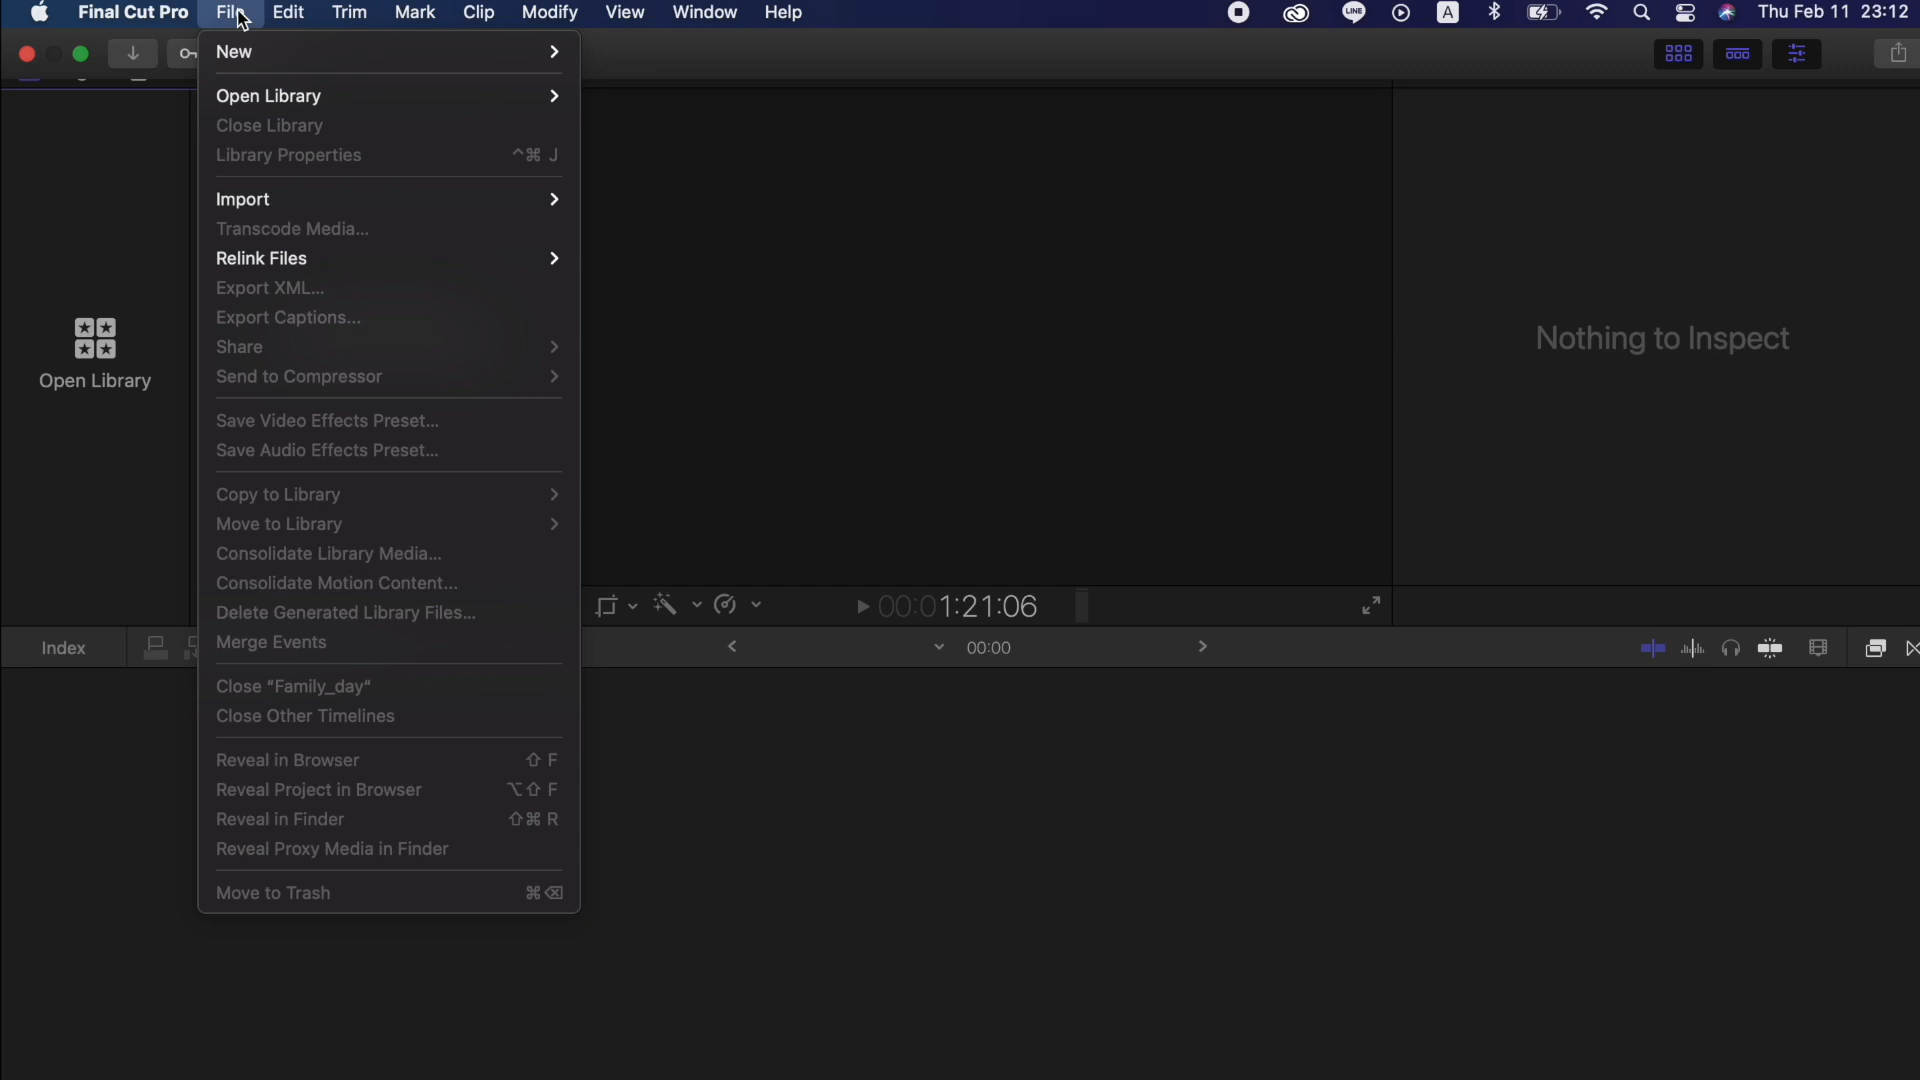 Final Cut Pro File Edit Trim Mark Clip Modify View Window Help LINE A Thu Feb 11 23:12
New
Open Library
Close Library
Library Properties ^⌘ J
Import
Transcode Media...
Relink Files
Export XML...
Export Captions...
Share
Send to Compressor
Save Video Effects Preset...
Save Audio Effects Preset...
Copy to Library
Move to Library
Consolidate Library Media...
Consolidate Motion Content...
Delete Generated Library Files...
Merge Events
Close “Family_day”
Close Other Timelines
Reveal in Browser ⇧ F
Reveal Project in Browser ⌥⇧ F
Reveal in Finder ⇧⌘ R
Reveal Proxy Media in Finder
Move to Trash ⌘⌫
Open Library
Nothing to Inspect
00:01:21:06
Index
00:00